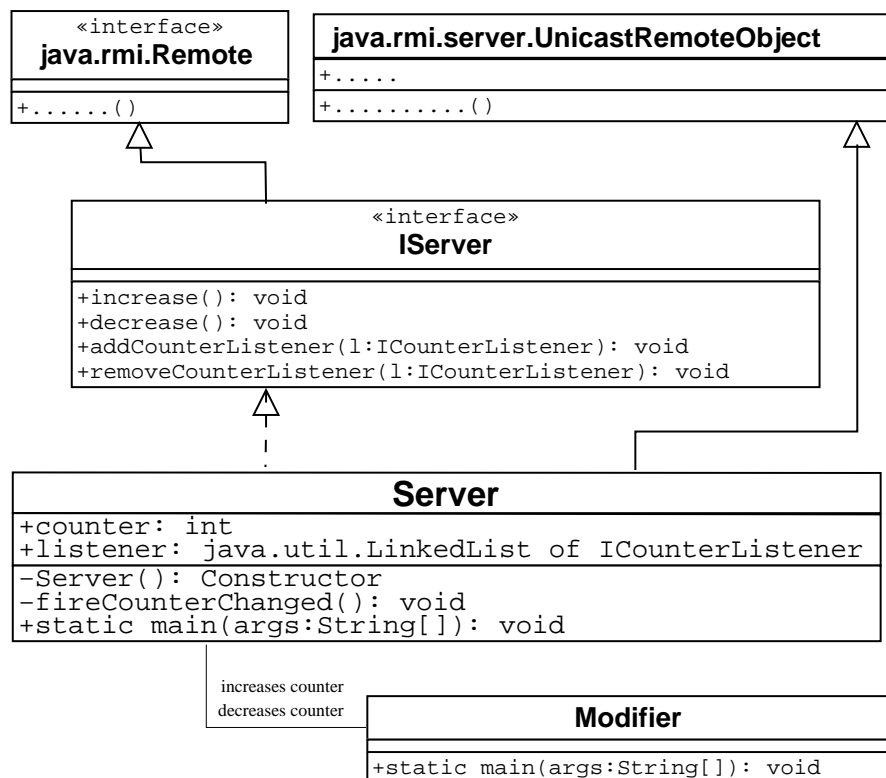 «interface»
java.rmi.Remote
+......()
java.rmi.server.UnicastRemoteObject
+.....
+..........()
«interface»
IServer
+increase(): void
+decrease(): void
+addCounterListener(l:ICounterListener): void
+removeCounterListener(l:ICounterListener): void
Server
+counter: int
+listener: java.util.LinkedList of ICounterListener
-Server(): Constructor
-fireCounterChanged(): void
+static main(args:String[]): void
increases counter
decreases counter
Modifier
+static main(args:String[]): void